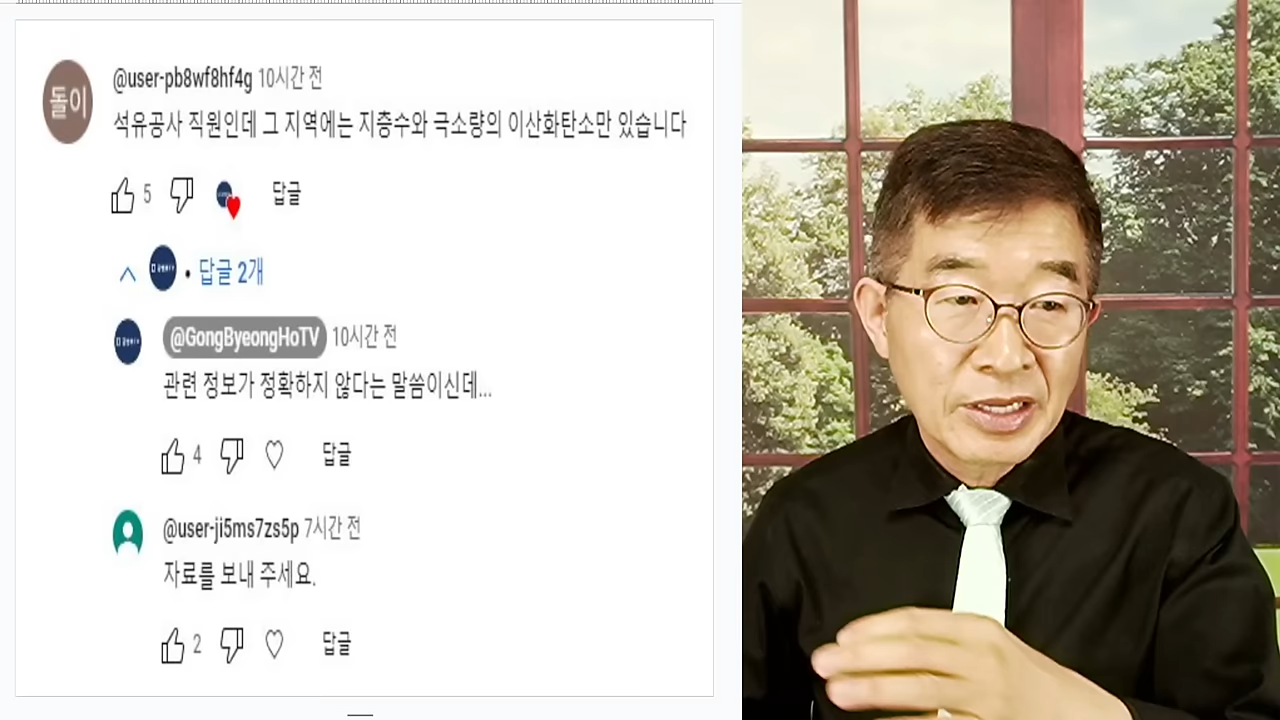 돌이
@user-pb8wf8hf4g 10시간 전
석유공사 직원인데 그 지역에는 지층수와 극소량의 이산화탄소만 있습니다
5 답글
• 답글 2개
@GongByeongHoTV 10시간 전
관련 정보가 정확하지 않다는 말씀이신데...
4 답글
@user-ji5ms7zs5p 7시간 전
자료를 보내 주세요.
2 답글